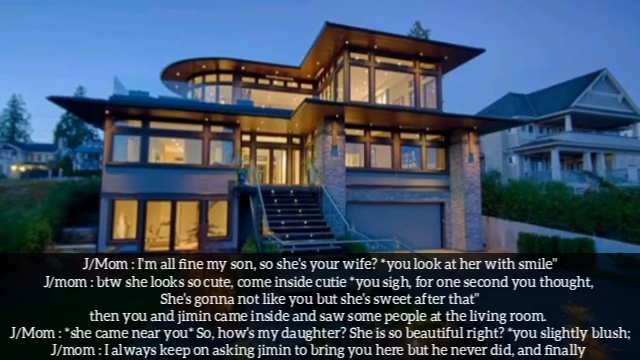 J/Mom : I'm all fine my son, so she's your wife? *you look at her with smile"
J/mom : btw she looks so cute, come inside cutie *you sigh, for one second you thought,
She's gonna not like you but she's sweet after that"
then you and jimin came inside and saw some people at the living room.
J/Mom : *she came near you* So, how's my daughter? She is so beautiful right? *you slightly blush;
J/mom : I always keep on asking jimin to bring you here but he never did, and finally